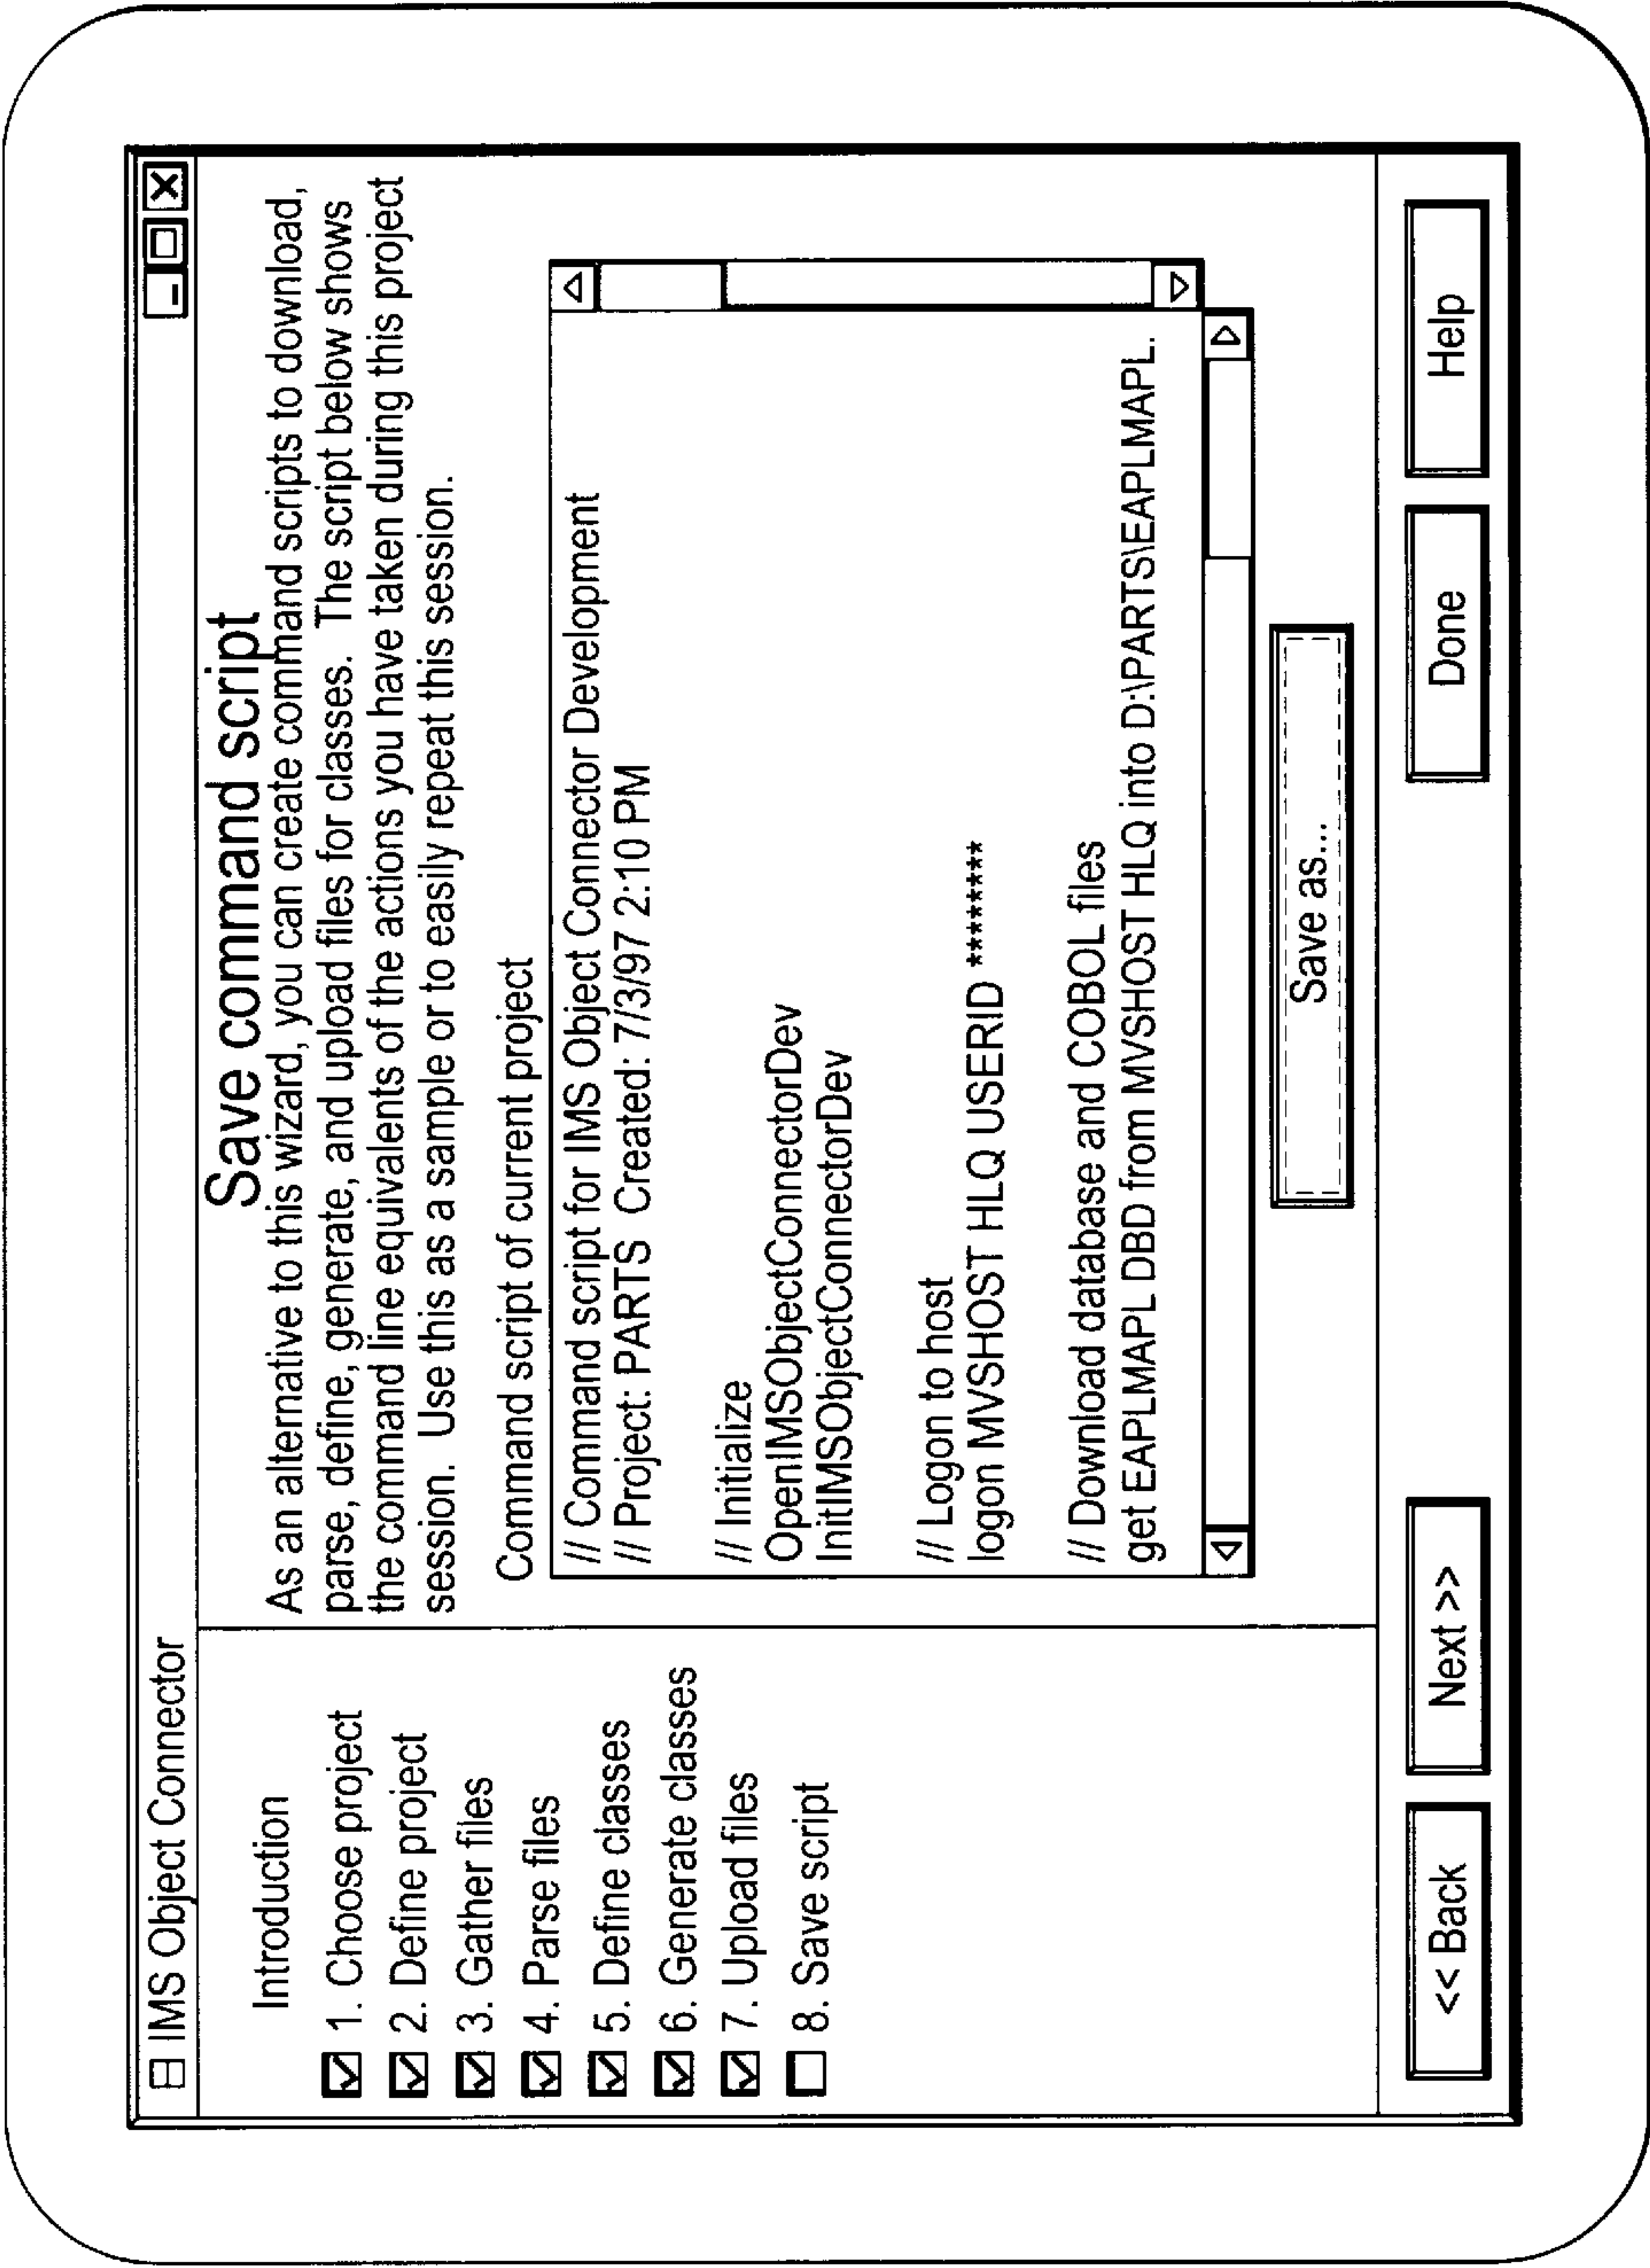 IMS Object Connector
Introduction
1. Choose project
2. Define project
3. Gather files
4. Parse files
5. Define classes
6. Generate classes
7. Upload files
8. Save script
Save command script
As an alternative to this wizard, you can create command scripts to download,
parse, define, generate, and upload files for classes. The script below shows
the command line equivalents of the actions you have taken during this project
session. Use this as a sample or to easily repeat this session.
Command script of current project
// Command script for IMS Object Connector Development
// Project: PARTS Created: 7/3/97 2:10 PM
// Initialize
OpenIMSObjectConnectorDev
InitIMSObjectConnectorDev
// Logon to host
logon MVSHOST HLQ USERID ********
// Download database and COBOL files
get EAPLMAPL DBD from MVSHOST HLQ into D:\PARTS\EAPLMAPL.
Save as...
<< Back
Next >>
Done
Help